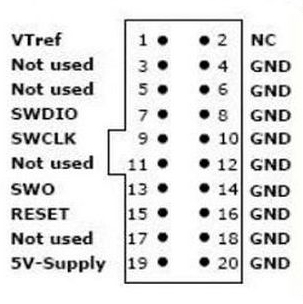 VTref 1 2 NC
Not used 3 4 GND
Not used 5 6 GND
SWDIO 7 8 GND
SWCLK 9 10 GND
Not used 11 12 GND
SWO 13 14 GND
RESET 15 16 GND
Not used 17 18 GND
5V-Supply 19 20 GND